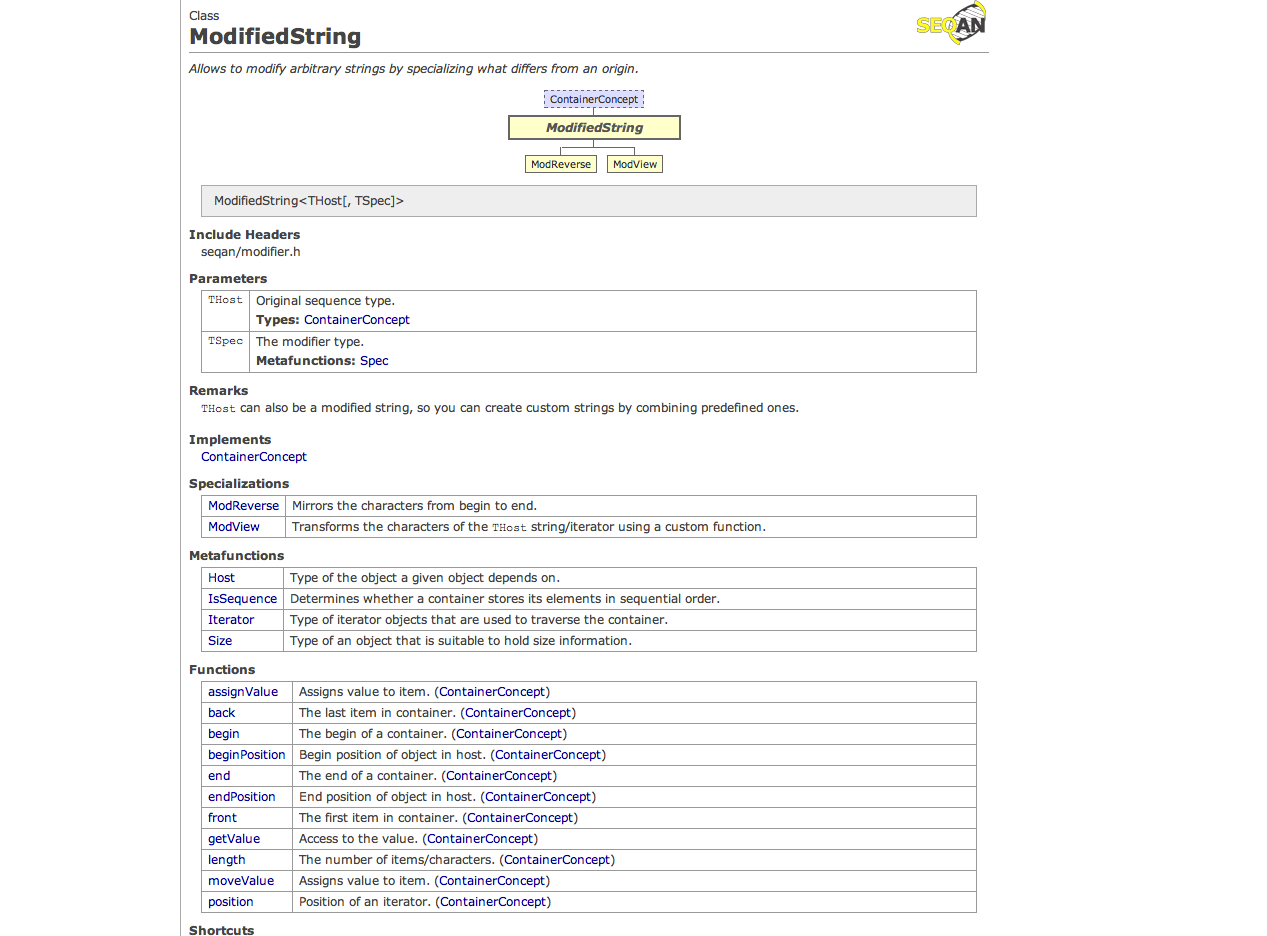 Class
ModifiedString
SEQAN
Allows to modify arbitrary strings by specializing what differs from an origin.
ContainerConcept
ModifiedString
ModReverse ModView
ModifiedString<THost[, TSpec]>
Include Headers
seqan/modifier.h
Parameters
THost Original sequence type.
Types: ContainerConcept
TSpec The modifier type.
Metafunctions: Spec
Remarks
THost can also be a modified string, so you can create custom strings by combining predefined ones.
Implements
ContainerConcept
Specializations
ModReverse Mirrors the characters from begin to end.
ModView Transforms the characters of the THost string/iterator using a custom function.
Metafunctions
Host Type of the object a given object depends on.
IsSequence Determines whether a container stores its elements in sequential order.
Iterator Type of iterator objects that are used to traverse the container.
Size Type of an object that is suitable to hold size information.
Functions
assignValue Assigns value to item. (ContainerConcept)
back The last item in container. (ContainerConcept)
begin The begin of a container. (ContainerConcept)
beginPosition Begin position of object in host. (ContainerConcept)
end The end of a container. (ContainerConcept)
endPosition End position of object in host. (ContainerConcept)
front The first item in container. (ContainerConcept)
getValue Access to the value. (ContainerConcept)
length The number of items/characters. (ContainerConcept)
moveValue Assigns value to item. (ContainerConcept)
position Position of an iterator. (ContainerConcept)
Shortcuts